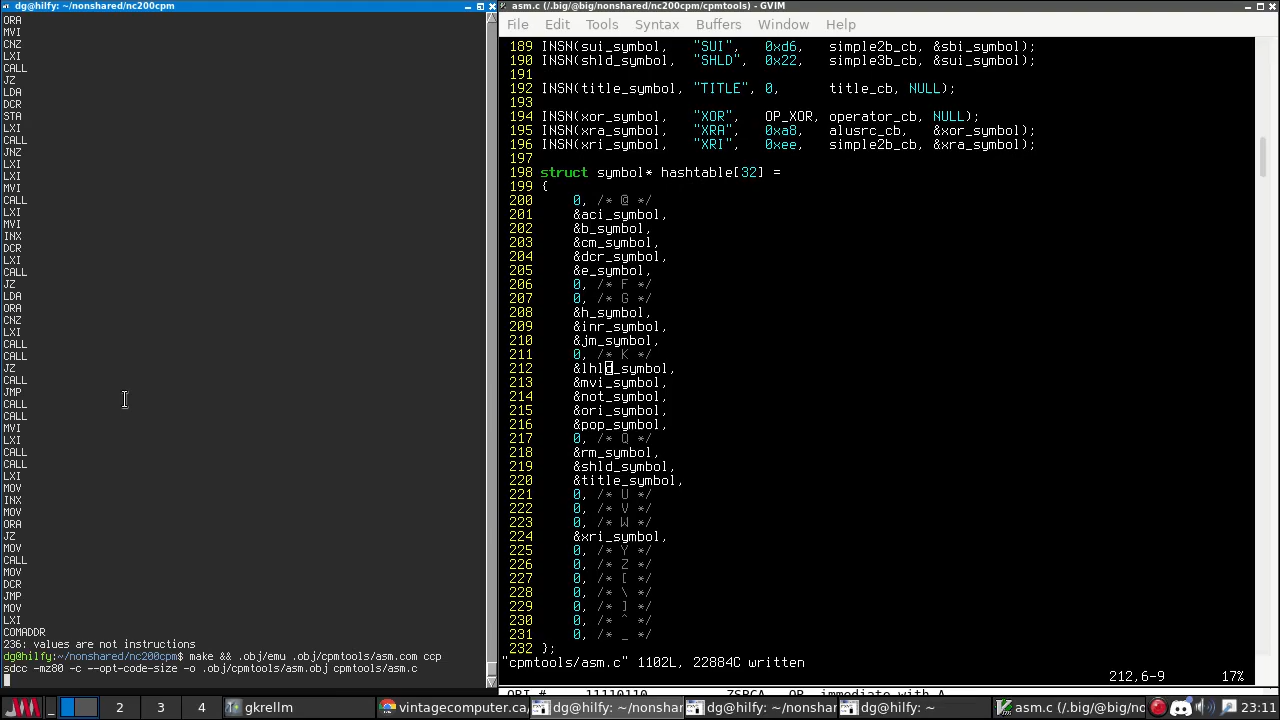 dg@hilfy: ~/nonshared/nc200cpm
ORA
MVI
CNZ
LXI
CALL
JZ
LDA
DCR
STA
LXI
CALL
JNZ
LXI
LXI
MVI
CALL
LXI
MVI
INX
DCR
LXI
CALL
JZ
LDA
ORA
CNZ
LXI
CALL
CALL
JZ
CALL
JMP
CALL
CALL
MVI
LXI
CALL
CALL
LXI
MOV
INX
MOV
ORA
JZ
MOV
CALL
MOV
DCR
JMP
MOV
LXI
COMADDR
236: values are not instructions
dg@hilfy:~/nonshared/nc200cpm$ make && .obj/emu .obj/cpmtools/asm.com ccp
sdcc -mz80 -c --opt-code-size -o .obj/cpmtools/asm.obj cpmtools/asm.c
asm.c (/.big/@big/nonshared/nc200cpm/cpmtools) - GVIM
File Edit Tools Syntax Buffers Window Help
189 INSN(sui_symbol, "SUI", 0xd6, simple2b_cb, &sbi_symbol);
190 INSN(shld_symbol, "SHLD", 0x22, simple3b_cb, &sui_symbol);
191
192 INSN(title_symbol, "TITLE", 0, title_cb, NULL);
193
194 INSN(xor_symbol, "XOR", OP_XOR, operator_cb, NULL);
195 INSN(xra_symbol, "XRA", 0xa8, alusrc_cb, &xor_symbol);
196 INSN(xri_symbol, "XRI", 0xee, simple2b_cb, &xra_symbol);
197
198 struct symbol* hashtable[32] =
199 {
200 0, /* @ */
201 &aci_symbol,
202 &b_symbol,
203 &cm_symbol,
204 &dcr_symbol,
205 &e_symbol,
206 0, /* F */
207 0, /* G */
208 &h_symbol,
209 &inr_symbol,
210 &jm_symbol,
211 0, /* K */
212 &lhld_symbol,
213 &mvi_symbol,
214 &not_symbol,
215 &ori_symbol,
216 &pop_symbol,
217 0, /* Q */
218 &rm_symbol,
219 &shld_symbol,
220 &title_symbol,
221 0, /* U */
222 0, /* V */
223 0, /* W */
224 &xri_symbol,
225 0, /* Y */
226 0, /* Z */
227 0, /* [ */
228 0, /* \ */
229 0, /* ] */
230 0, /* ^ */
231 0, /* _ */
232 };
"cpmtools/asm.c" 1102L, 22884C written
212,6-9 17%
ORI # 11110110 ZSPCA OR immediate with A
2 3 4 gkrellm vintagecomputer.ca/ dg@hilfy: ~/nonshar dg@hilfy: ~/nonshar dg@hilfy: ~ asm.c (/.big/@big/no 23:11